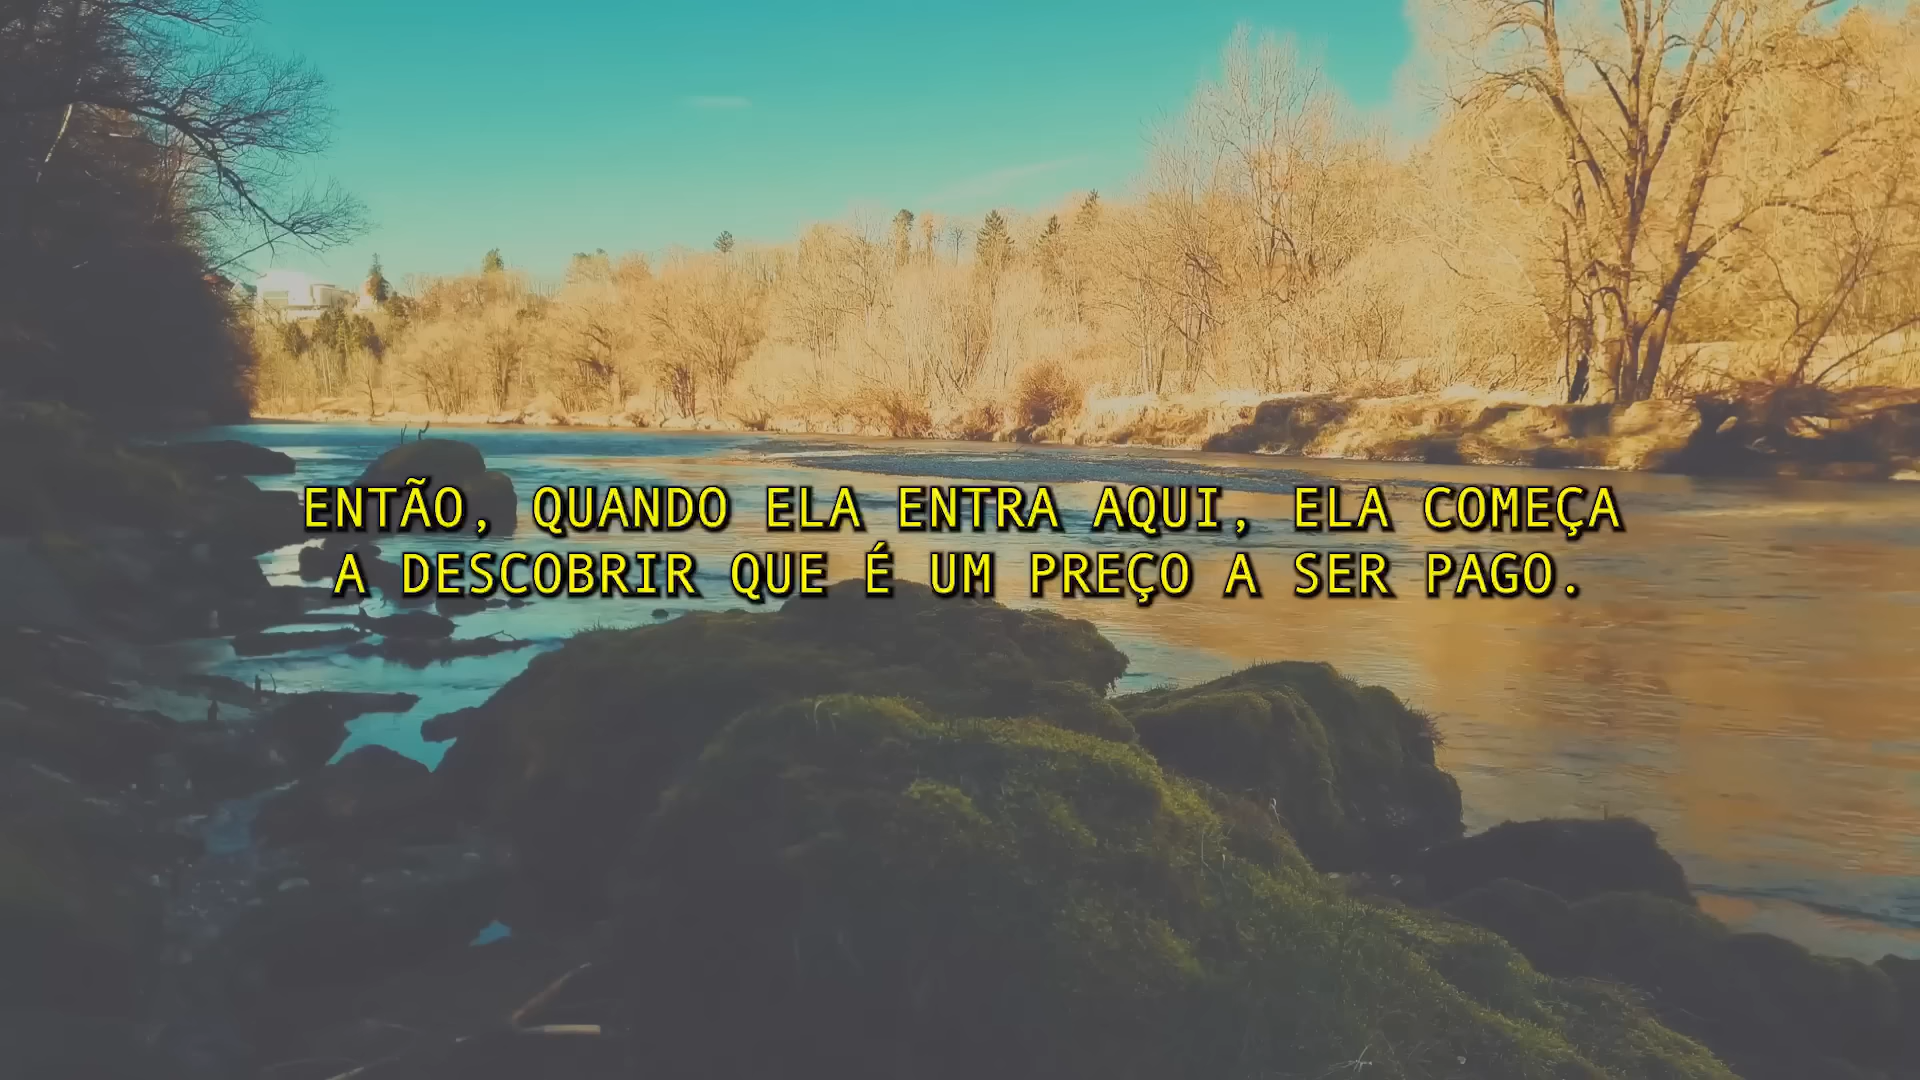 ENTÃO, QUANDO ELA ENTRA AQUI, ELA COMEÇA
A DESCOBRIR QUE É UM PREÇO A SER PAGO.